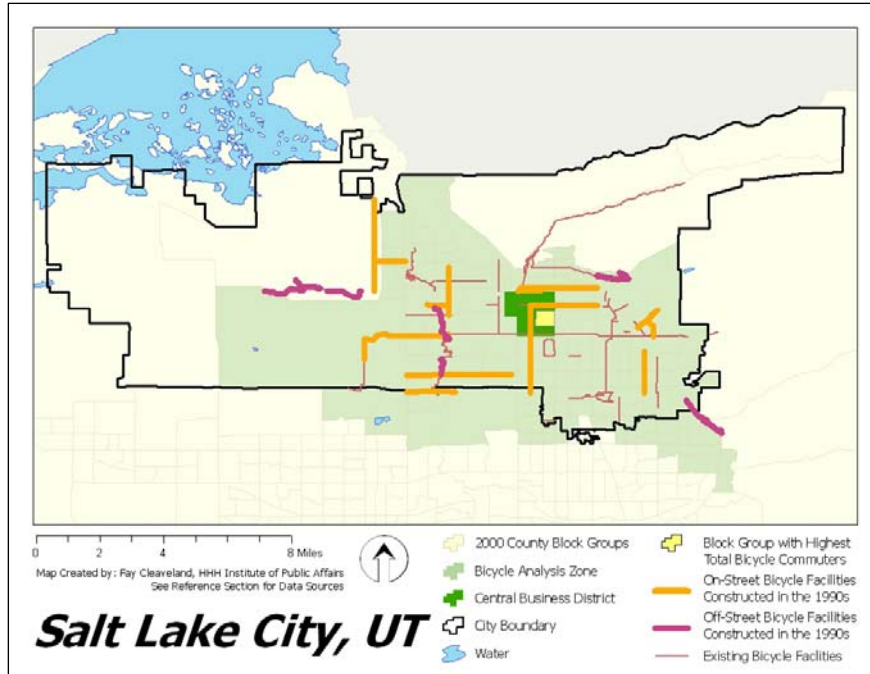 0 2 4 8 Miles
Map Created by: Fay Cleaveland, HHH Institute of Public Affairs
See Reference Section for Data Sources
Salt Lake City, UT
2000 County Block Groups
Bicycle Analysis Zone
Central Business District
City Boundary
Water
Block Group with Highest
Total Bicycle Commuters
On-Street Bicycle Facilities
Constructed in the 1990s
Off-Street Bicycle Facilities
Constructed in the 1990s
Existing Bicycle Faclities